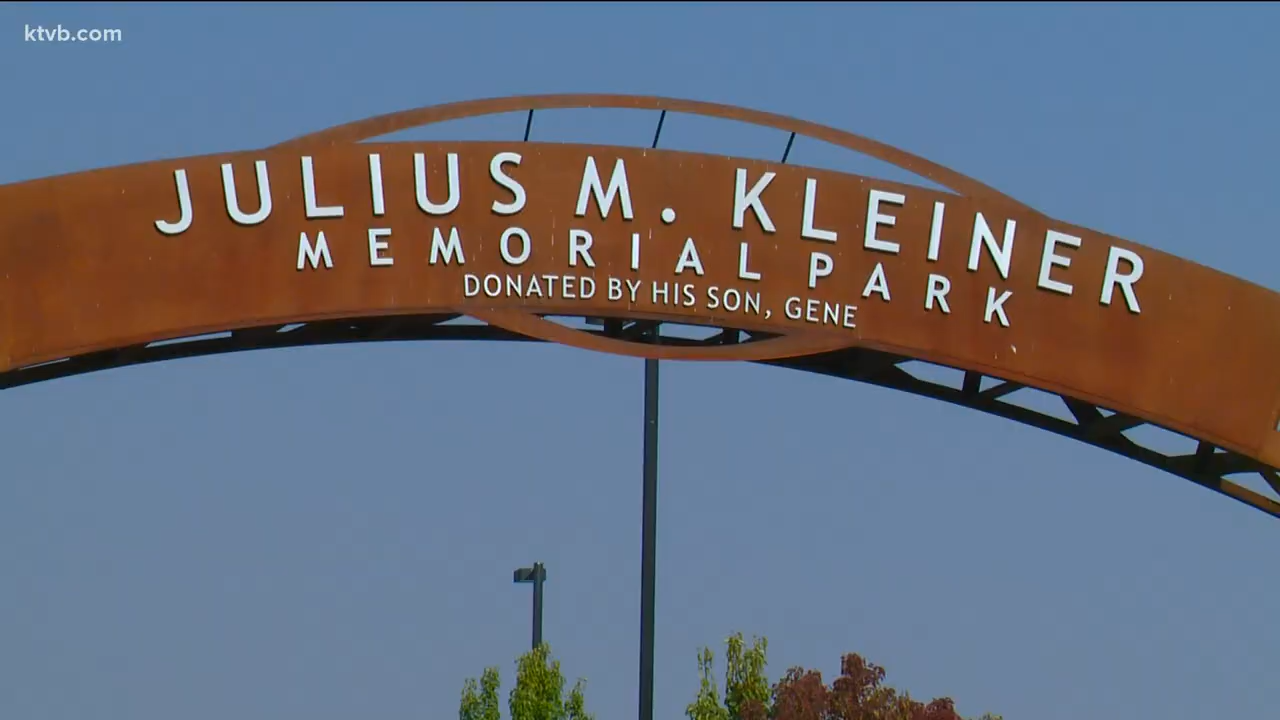 ktvb.com
JULIUS M. KLEINER
MEMORIAL PARK
DONATED BY HIS SON, GENE